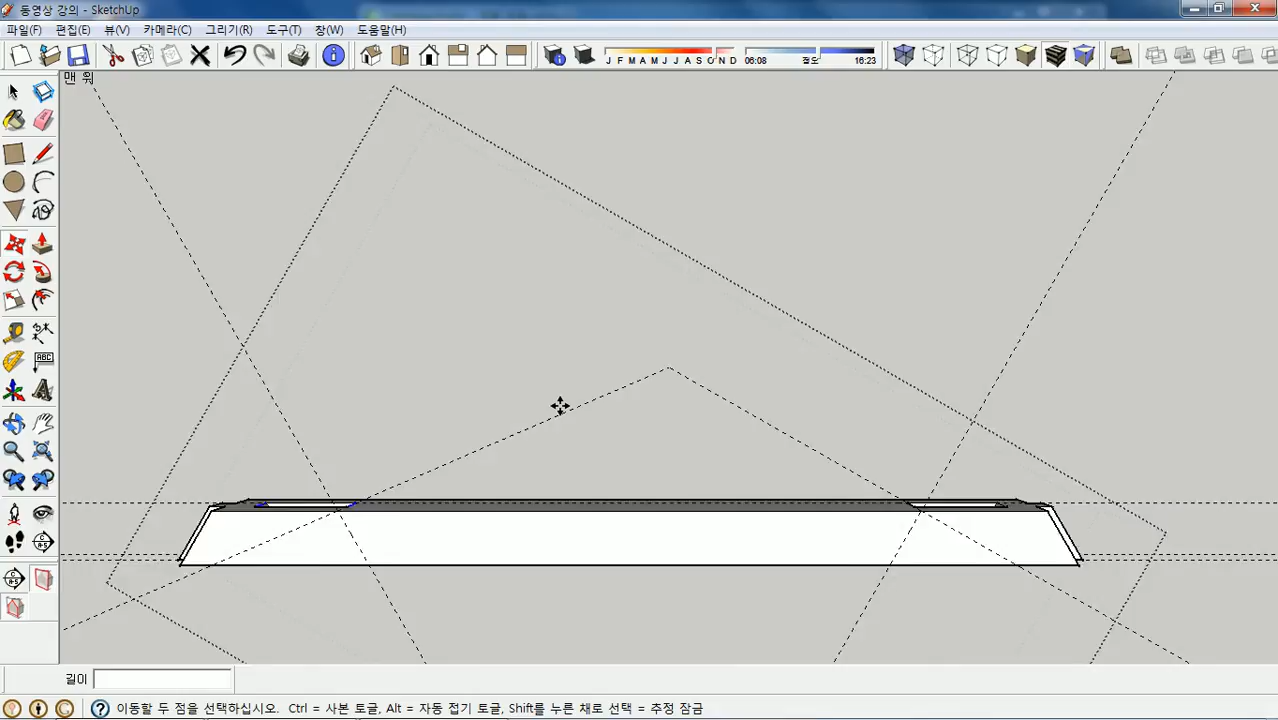 동영상 강의 - SketchUp
파일(F) 편집(E) 뷰(V) 카메라(C) 그리기(R) 도구(T) 창(W) 도움말(H)
J F M A M J J A S O N D 06:08 정오 16:23
맨 윗
ABC
길이
이동할 두 점을 선택하십시오. Ctrl = 사본 토글, Alt = 자동 접기 토글, Shift를 누른 채로 선택 = 추정 잠금